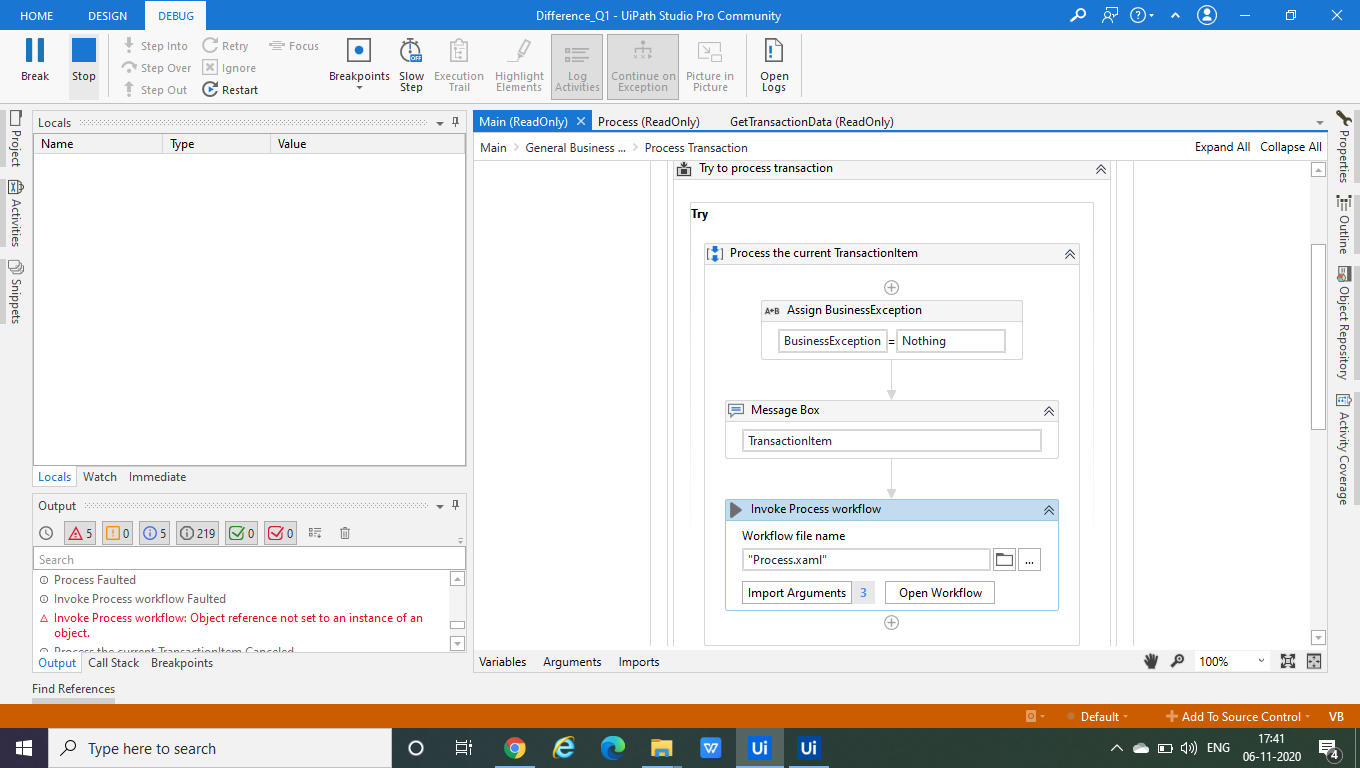 HOME DESIGN DEBUG Difference_Q1 - UiPath Studio Pro Community
Break
Stop
Step Into
Step Over
Step Out
Retry
Ignore
Restart
Focus
Breakpoints
Slow
Step
OFF
Execution
Trail
Highlight
Elements
Log
Activities
Continue on
Exception
Picture in
Picture
Open
Logs
Project
Activities
Snippets
Locals
Name Type Value
Locals Watch Immediate
Output
5 0 5 219 0 0
Search
Process Faulted
Invoke Process workflow Faulted
Invoke Process workflow: Object reference not set to an instance of an
object.
Process the current TransactionItem Canceled
Output Call Stack Breakpoints
Find References
Main (ReadOnly) Process (ReadOnly) GetTransactionData (ReadOnly)
Main > General Business ... > Process Transaction Expand All Collapse All
Try to process transaction
Try
Process the current TransactionItem
A+B Assign BusinessException
BusinessException = Nothing
Message Box
TransactionItem
Invoke Process workflow
Workflow file name
"Process.xaml" ...
Import Arguments 3 Open Workflow
Variables Arguments Imports 100%
Properties
Outline
Object Repository
Activity Coverage
Default Add To Source Control VB
Type here to search
Ui Ui
ENG
17:41
06-11-2020
4